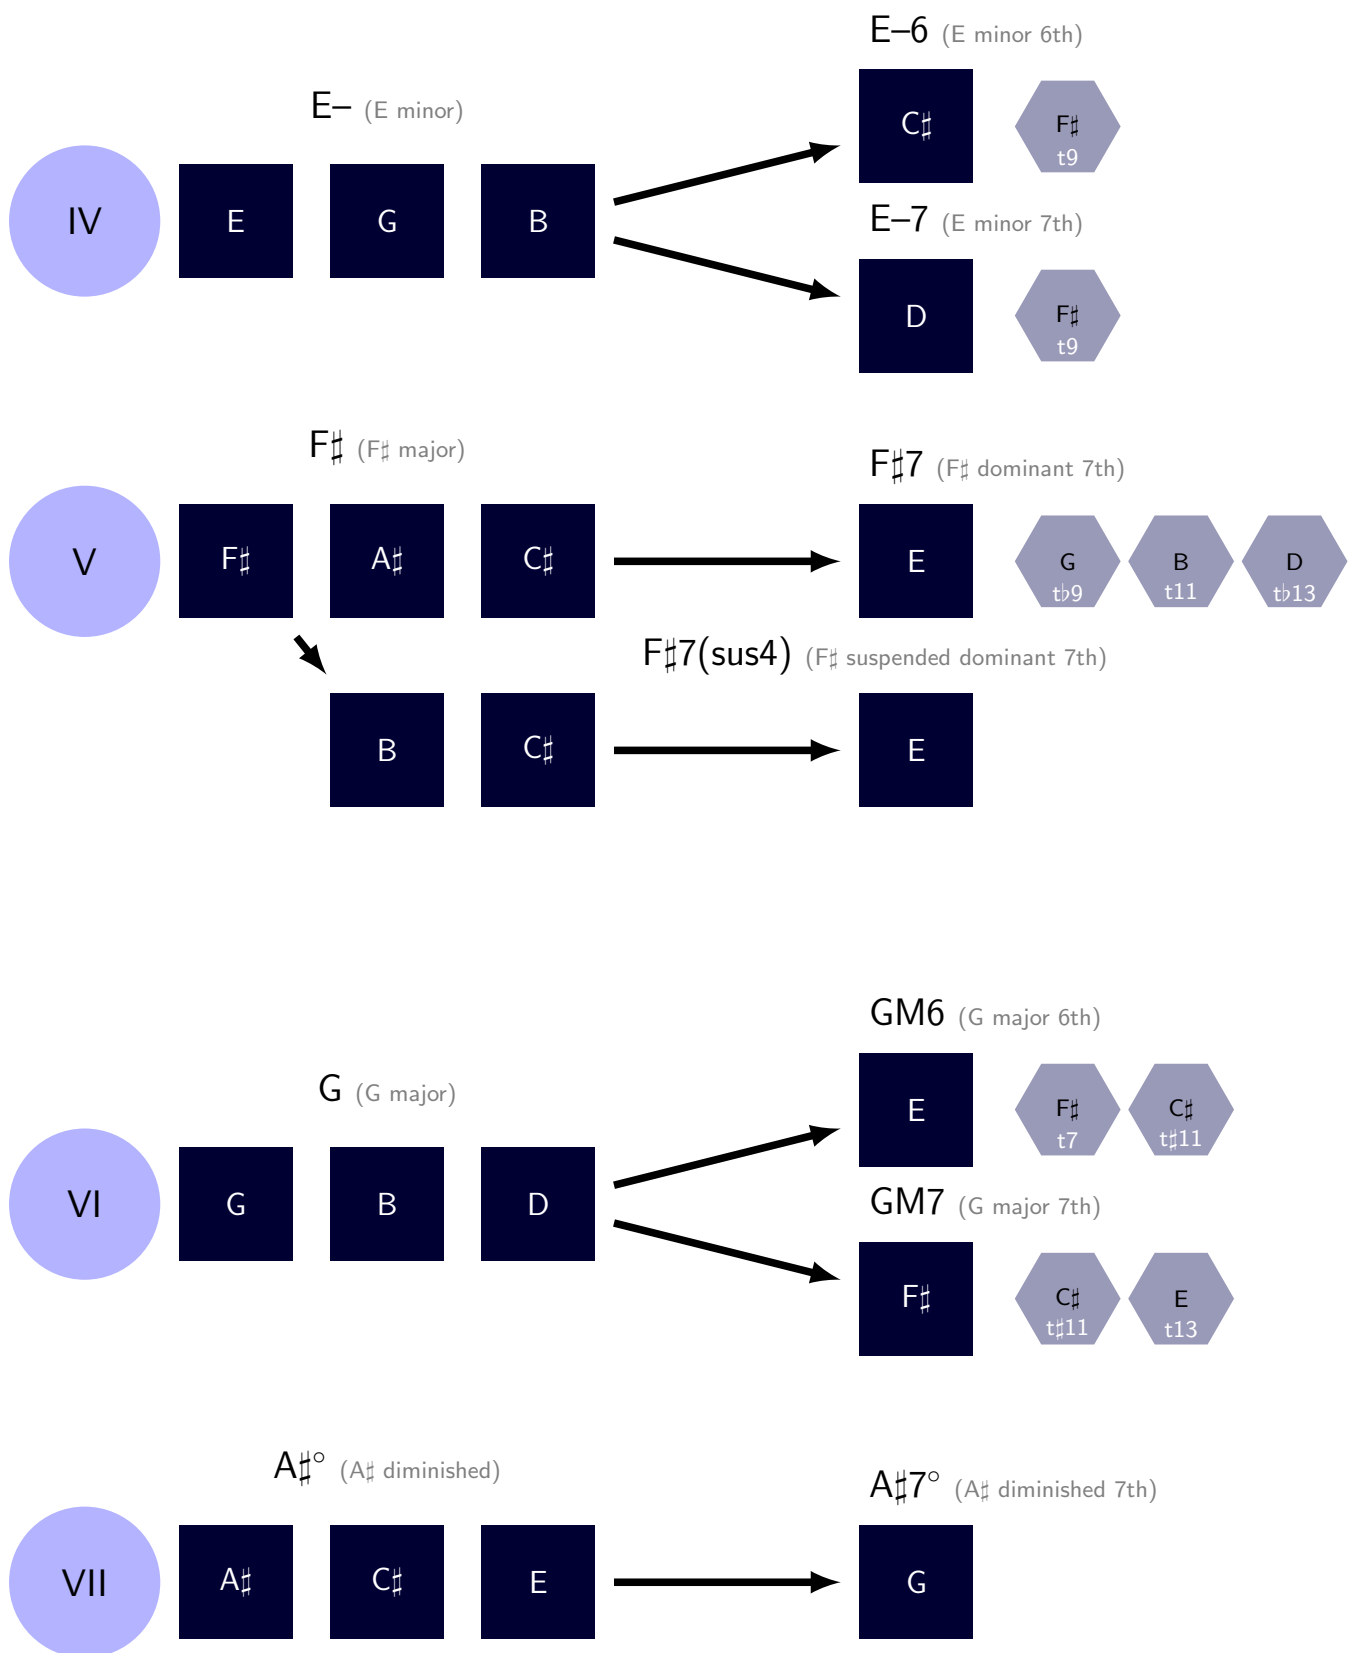 E–6 (E minor 6th)
E– (E minor)
C♯ F♯
t9
IV E G B
E–7 (E minor 7th)
D F♯
t9
F♯ (F♯ major)
F♯7 (F♯ dominant 7th)
V F♯ A♯ C♯ E G B D
t♭9 t11 t♭13
F♯7(sus4) (F♯ suspended dominant 7th)
B C♯ E
GM6 (G major 6th)
G (G major)
E F♯ C♯
t7 t♯11
VI G B D
GM7 (G major 7th)
F♯ C♯ E
t♯11 t13
A♯° (A♯ diminished)
A♯7° (A♯ diminished 7th)
VII A♯ C♯ E G